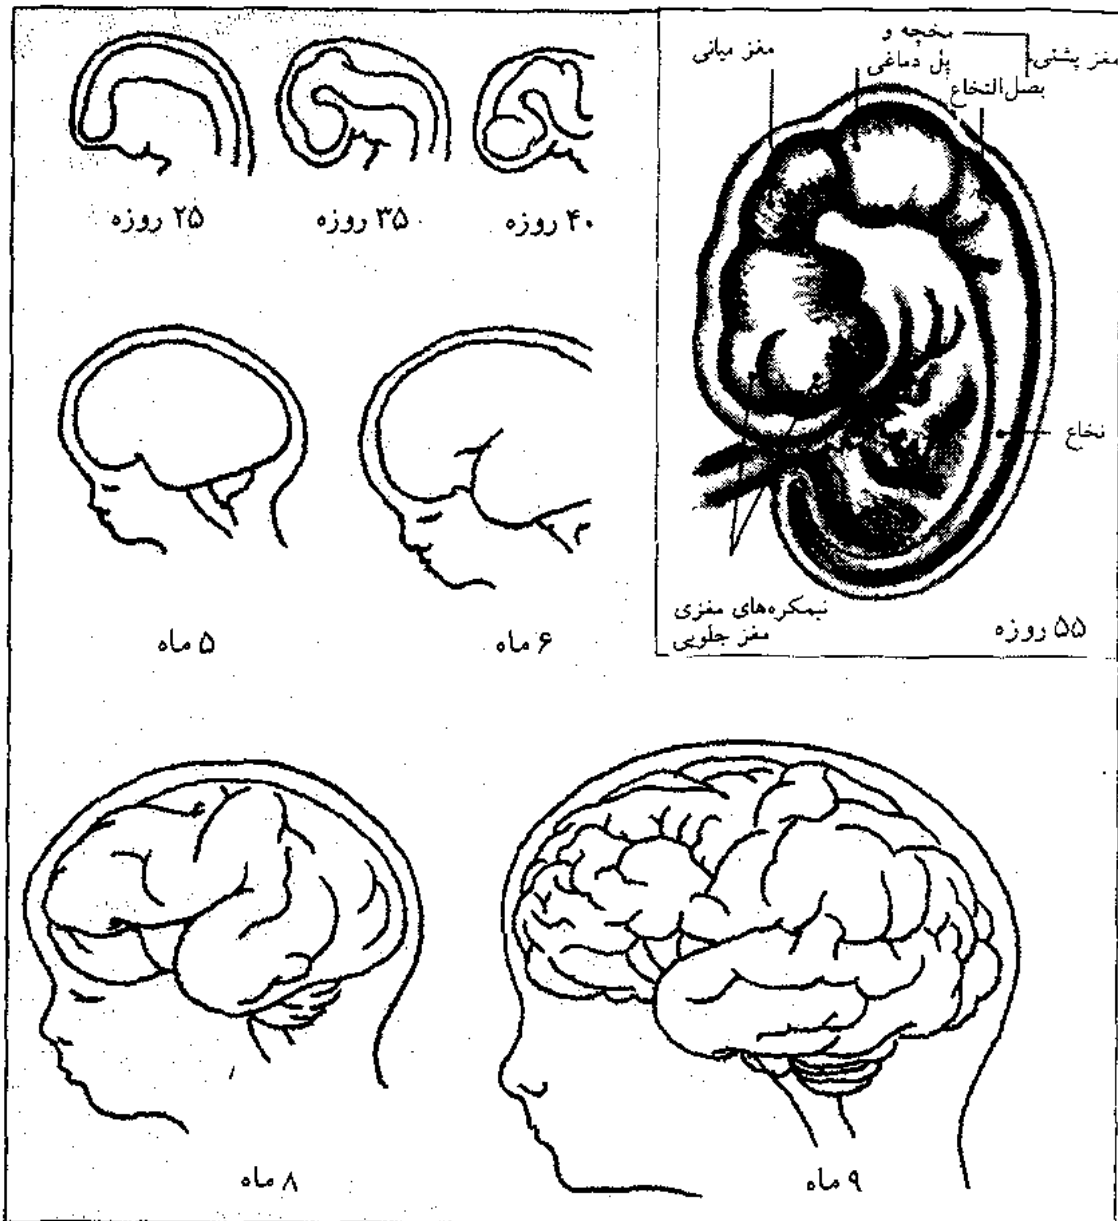 ۲۵ روزه
۳۵ روزه
۴۰ روزه
مغز میانی
مخچه و
پل دماغی
مغز پشتی
بصل‌النخاع
نخاع
نیمکره‌های مغزی
مغز جلویی
۵۵ روزه
۵ ماه
۶ ماه
۸ ماه
۹ ماه